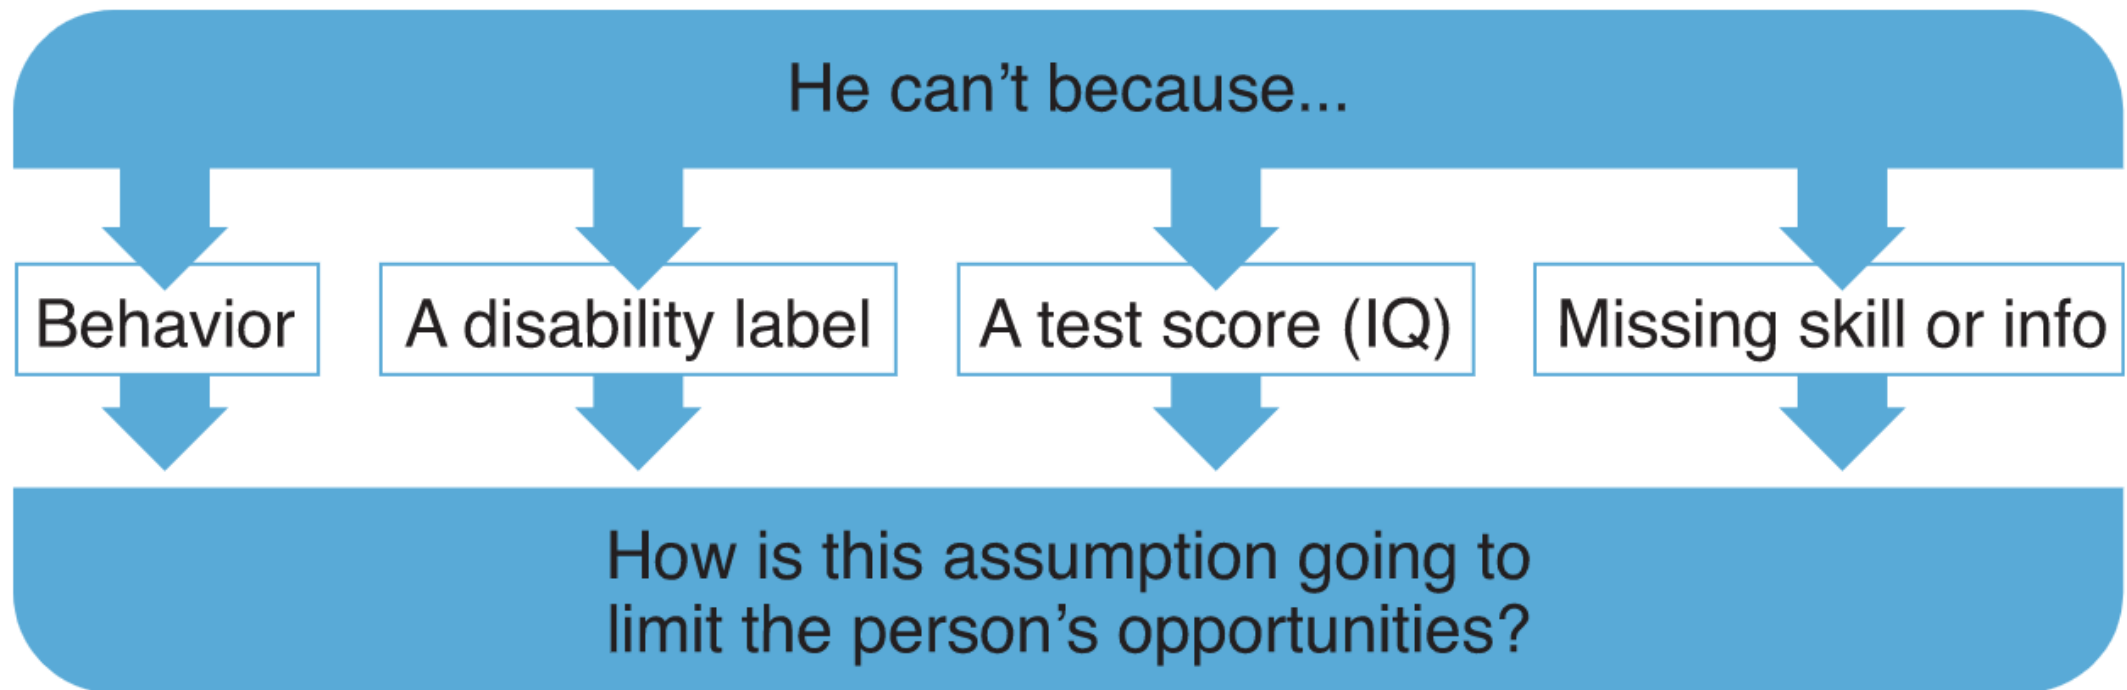 He can’t because...
Behavior
A disability label
A test score (IQ)
Missing skill or info
How is this assumption going to
limit the person’s opportunities?